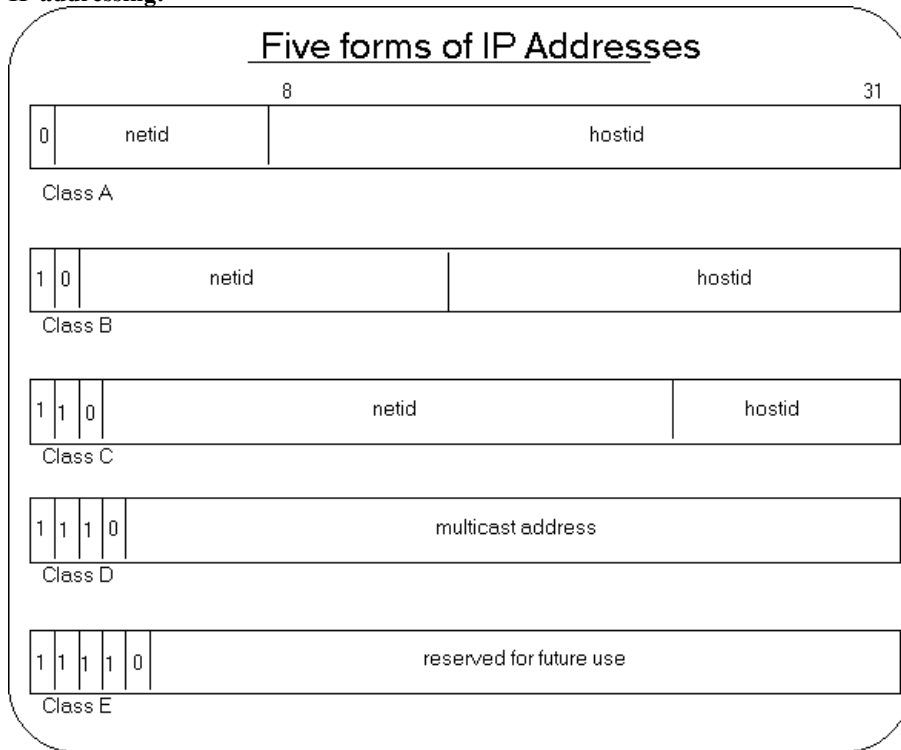 IP addressing:
Five forms of IP Addresses
8 31
0 netid hostid
Class A
1 0 netid hostid
Class B
1 1 0 netid hostid
Class C
1 1 1 0 multicast address
Class D
1 1 1 1 0 reserved for future use
Class E